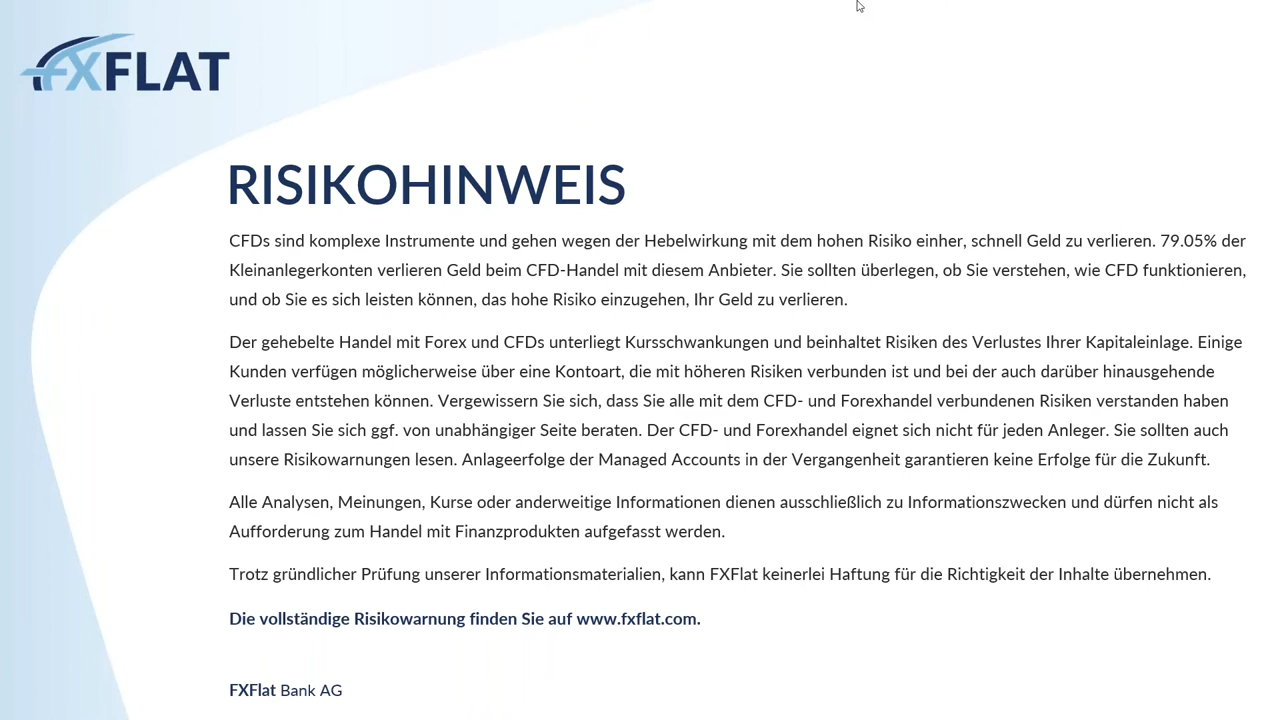 FXFLAT
RISIKOHINWEIS
CFDs sind komplexe Instrumente und gehen wegen der Hebelwirkung mit dem hohen Risiko einher, schnell Geld zu verlieren. 79.05% der
Kleinanlegerkonten verlieren Geld beim CFD-Handel mit diesem Anbieter. Sie sollten überlegen, ob Sie verstehen, wie CFD funktionieren,
und ob Sie es sich leisten können, das hohe Risiko einzugehen, Ihr Geld zu verlieren.
Der gehebelte Handel mit Forex und CFDs unterliegt Kursschwankungen und beinhaltet Risiken des Verlustes Ihrer Kapitaleinlage. Einige
Kunden verfügen möglicherweise über eine Kontoart, die mit höheren Risiken verbunden ist und bei der auch darüber hinausgehende
Verluste entstehen können. Vergewissern Sie sich, dass Sie alle mit dem CFD- und Forexhandel verbundenen Risiken verstanden haben
und lassen Sie sich ggf. von unabhängiger Seite beraten. Der CFD- und Forexhandel eignet sich nicht für jeden Anleger. Sie sollten auch
unsere Risikowarnungen lesen. Anlageerfolge der Managed Accounts in der Vergangenheit garantieren keine Erfolge für die Zukunft.
Alle Analysen, Meinungen, Kurse oder anderweitige Informationen dienen ausschließlich zu Informationszwecken und dürfen nicht als
Aufforderung zum Handel mit Finanzprodukten aufgefasst werden.
Trotz gründlicher Prüfung unserer Informationsmaterialien, kann FXFlat keinerlei Haftung für die Richtigkeit der Inhalte übernehmen.
Die vollständige Risikowarnung finden Sie auf www.fxflat.com.
FXFlat Bank AG